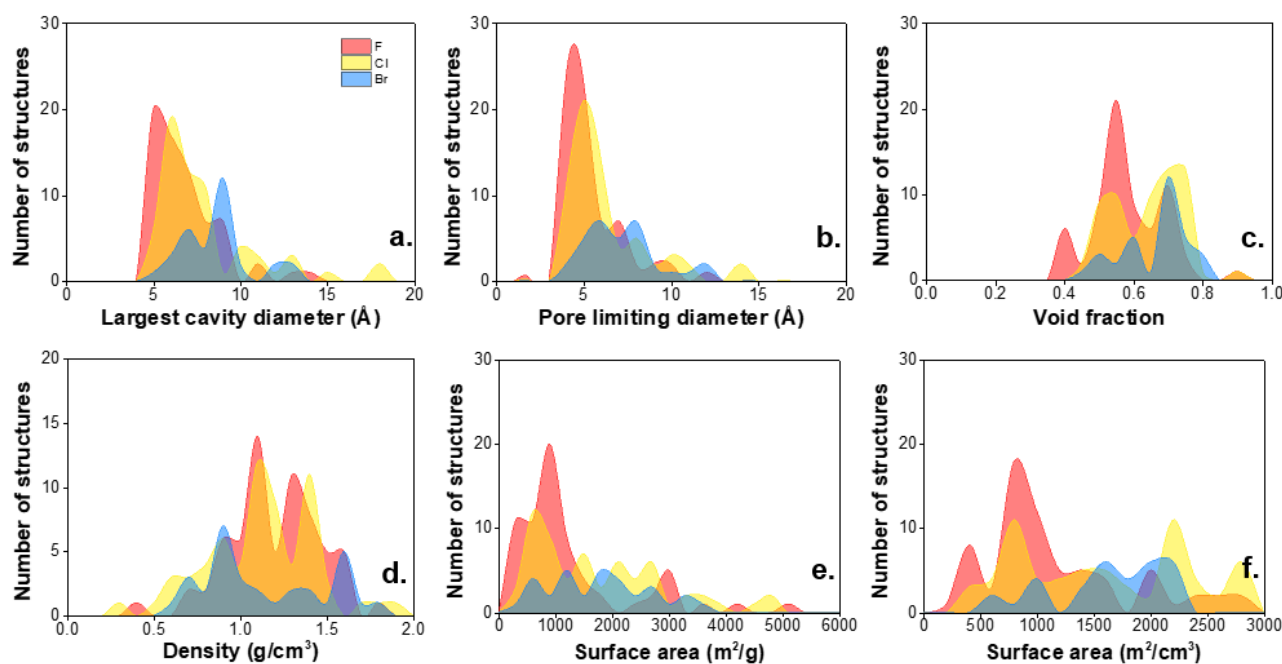 Number of structures
30
20
10
0
F
Cl
Br
a.
0 5 10 15 20
Largest cavity diameter (Å)
Number of structures
30
20
10
0
b.
0 5 10 15 20
Pore limiting diameter (Å)
Number of structures
30
20
10
0
c.
0.0 0.2 0.4 0.6 0.8 1.0
Void fraction
Number of structures
20
15
10
5
0
d.
0.0 0.5 1.0 1.5 2.0
Density (g/cm³)
Number of structures
30
20
10
0
e.
0 1000 2000 3000 4000 5000 6000
Surface area (m²/g)
Number of structures
30
20
10
0
f.
0 500 1000 1500 2000 2500 3000
Surface area (m²/cm³)